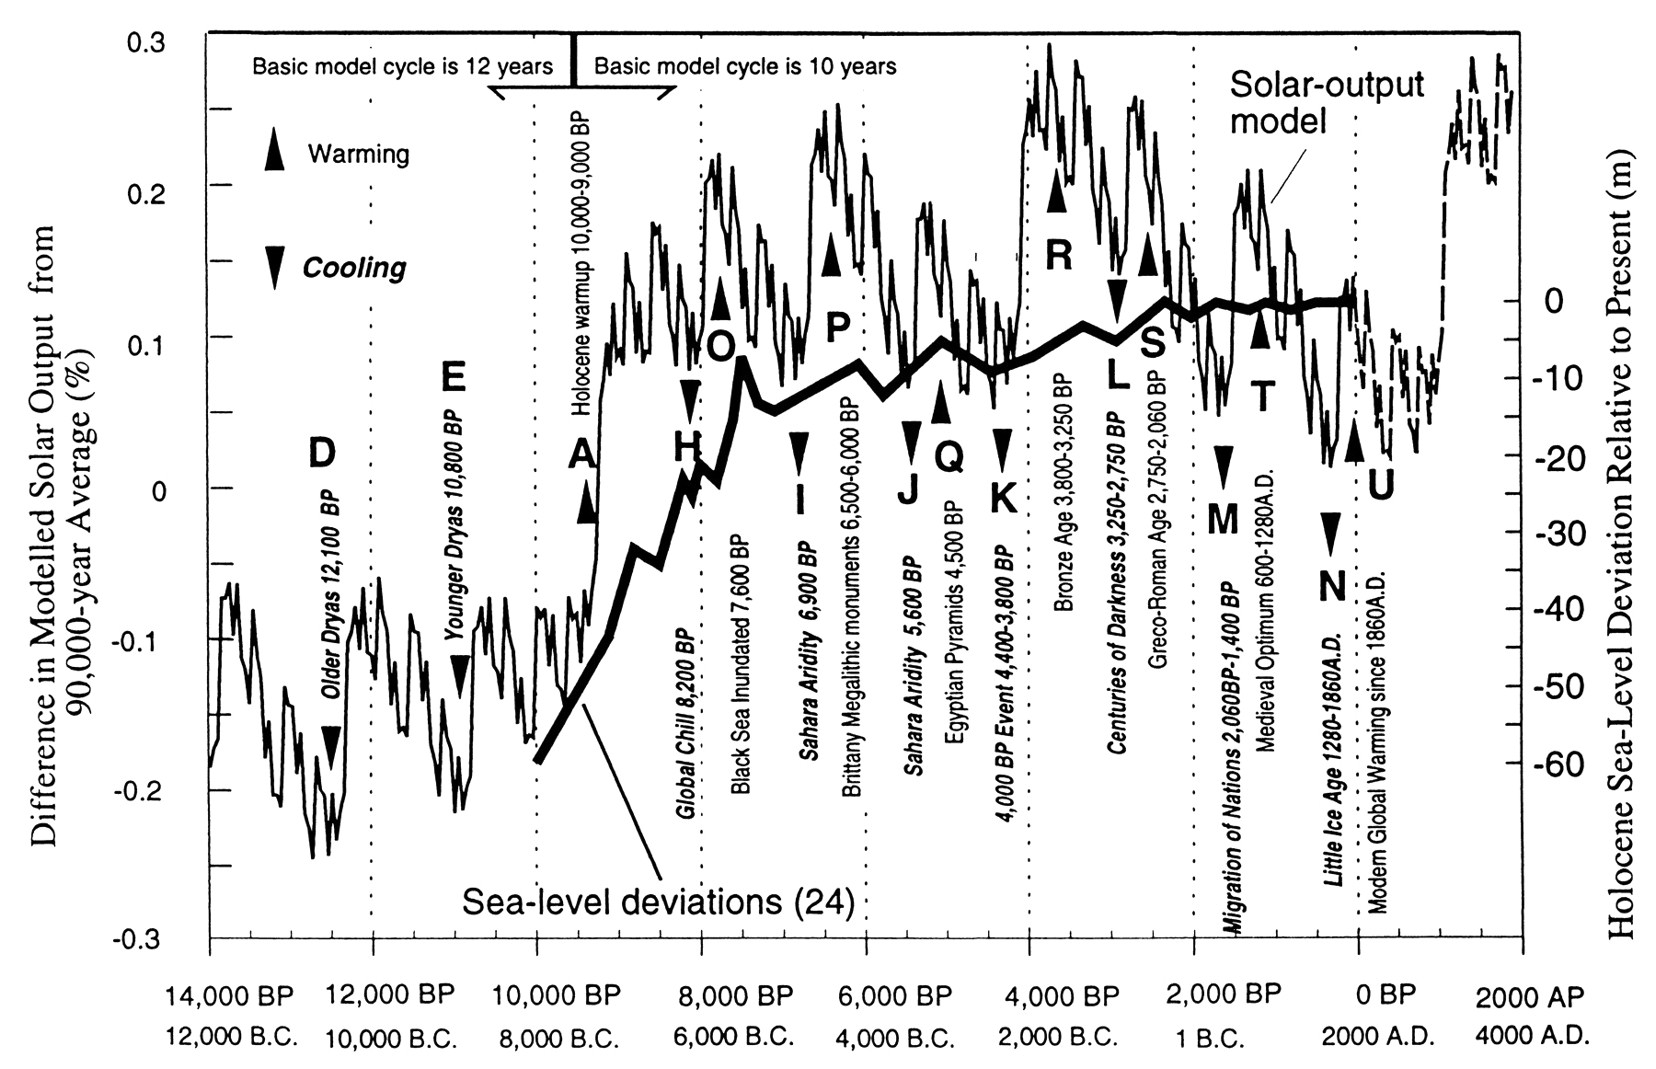 Difference in Modelled Solar Output from
90,000-year Average (%)
0.3
0.2
0.1
0
-0.1
-0.2
-0.3
Basic model cycle is 12 years
Basic model cycle is 10 years
Warming
Cooling
Solar-output
model
D
Older Dryas 12,100 BP
E
Younger Dryas 10,800 BP
A
Holocene warmup 10,000-9,000 BP
H
Global Chill 8,200 BP
O
Black Sea Inundated 7,600 BP
I
Sahara Aridity 6,900 BP
P
Brittany Megalithic monuments 6,500-6,000 BP
J
Sahara Aridity 5,600 BP
Q
Egyptian Pyramids 4,500 BP
K
4,000 BP Event 4,400-3,800 BP
R
Bronze Age 3,800-3,250 BP
L
Centuries of Darkness 3,250-2,750 BP
S
Greco-Roman Age 2,750-2,060 BP
M
Migration of Nations 2,060BP-1,400 BP
T
Medieval Optimum 600-1280A.D.
N
Little Ice Age 1280-1860A.D.
U
Modern Global Warming since 1860A.D.
Sea-level deviations (24)
0
-10
-20
-30
-40
-50
-60
Holocene Sea-Level Deviation Relative to Present (m)
14,000 BP 12,000 BP 10,000 BP 8,000 BP 6,000 BP 4,000 BP 2,000 BP 0 BP 2000 AP
12,000 B.C. 10,000 B.C. 8,000 B.C. 6,000 B.C. 4,000 B.C. 2,000 B.C. 1 B.C. 2000 A.D. 4000 A.D.